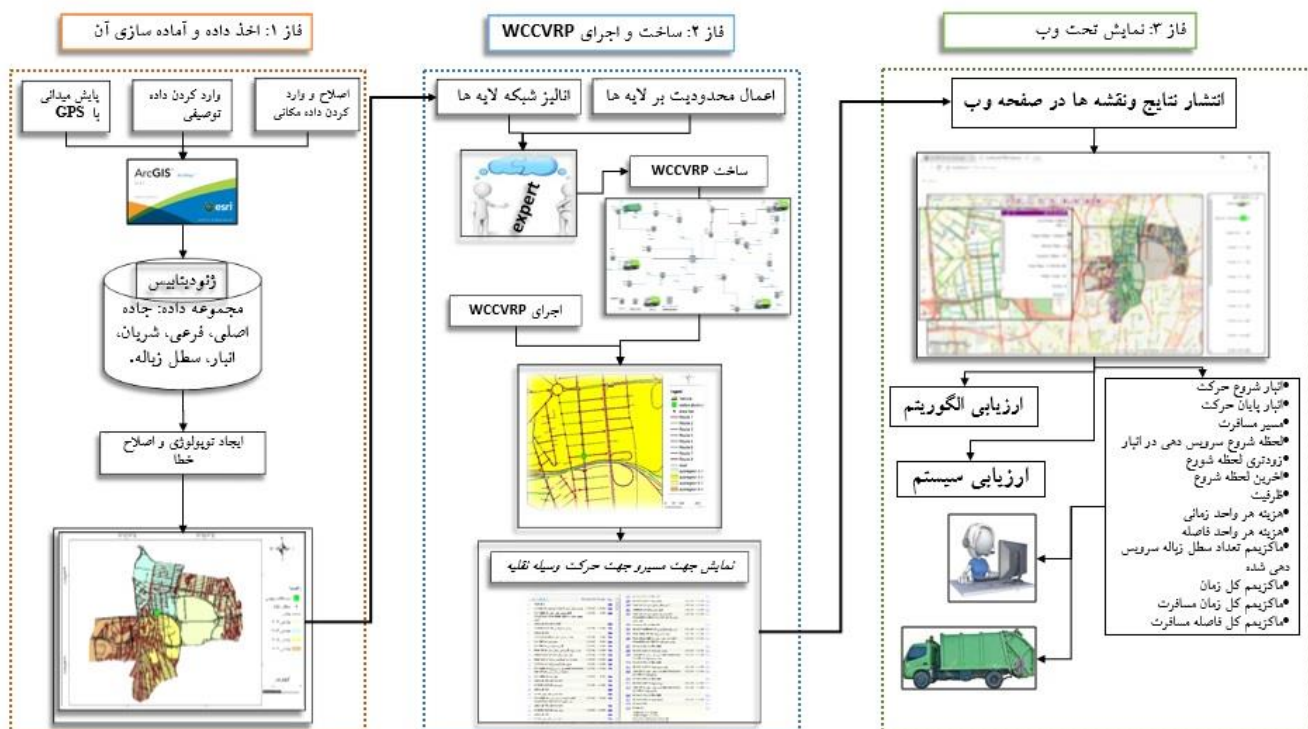 فاز ۱: اخذ داده و آماده سازی آن
فاز ۲: ساخت و اجرای WCCVRP
فاز ۳: نمایش تحت وب
پایش میدانی
با GPS
وارد کردن داده
توصیفی
اصلاح و وارد
کردن داده مکانی
ArcGIS
esri
ژئودیتابیس
مجموعه داده: جاده
اصلی، فرعی، شریان،
انبار، سطل زباله.
ایجاد توپولوژی و اصلاح
خطا
انالیز شبکه لایه ها
اعمال محدودیت بر لایه ها
expert
ساخت WCCVRP
اجرای WCCVRP
نمایش جهت مسیرو جهت حرکت وسیله نقلیه
انتشار نتایج ونقشه ها در صفحه وب
ارزیابی الگوریتم
ارزیابی سیستم
•انبار شروع حرکت
•انبار پایان حرکت
•مسیر مسافرت
•لحظه شروع سرویس دهی در انبار
•زودتری لحظه شورع
•اخرین لحظه شروع
•ظرفیت
•هزینه هر واحد زمانی
•هزینه هر واحد فاصله
•ماکزیمم تعداد سطل زباله سرویس
دهی شده
•ماکزیمم کل زمان
•ماکزیمم کل زمان مسافرت
•ماکزیمم کل فاصله مسافرت